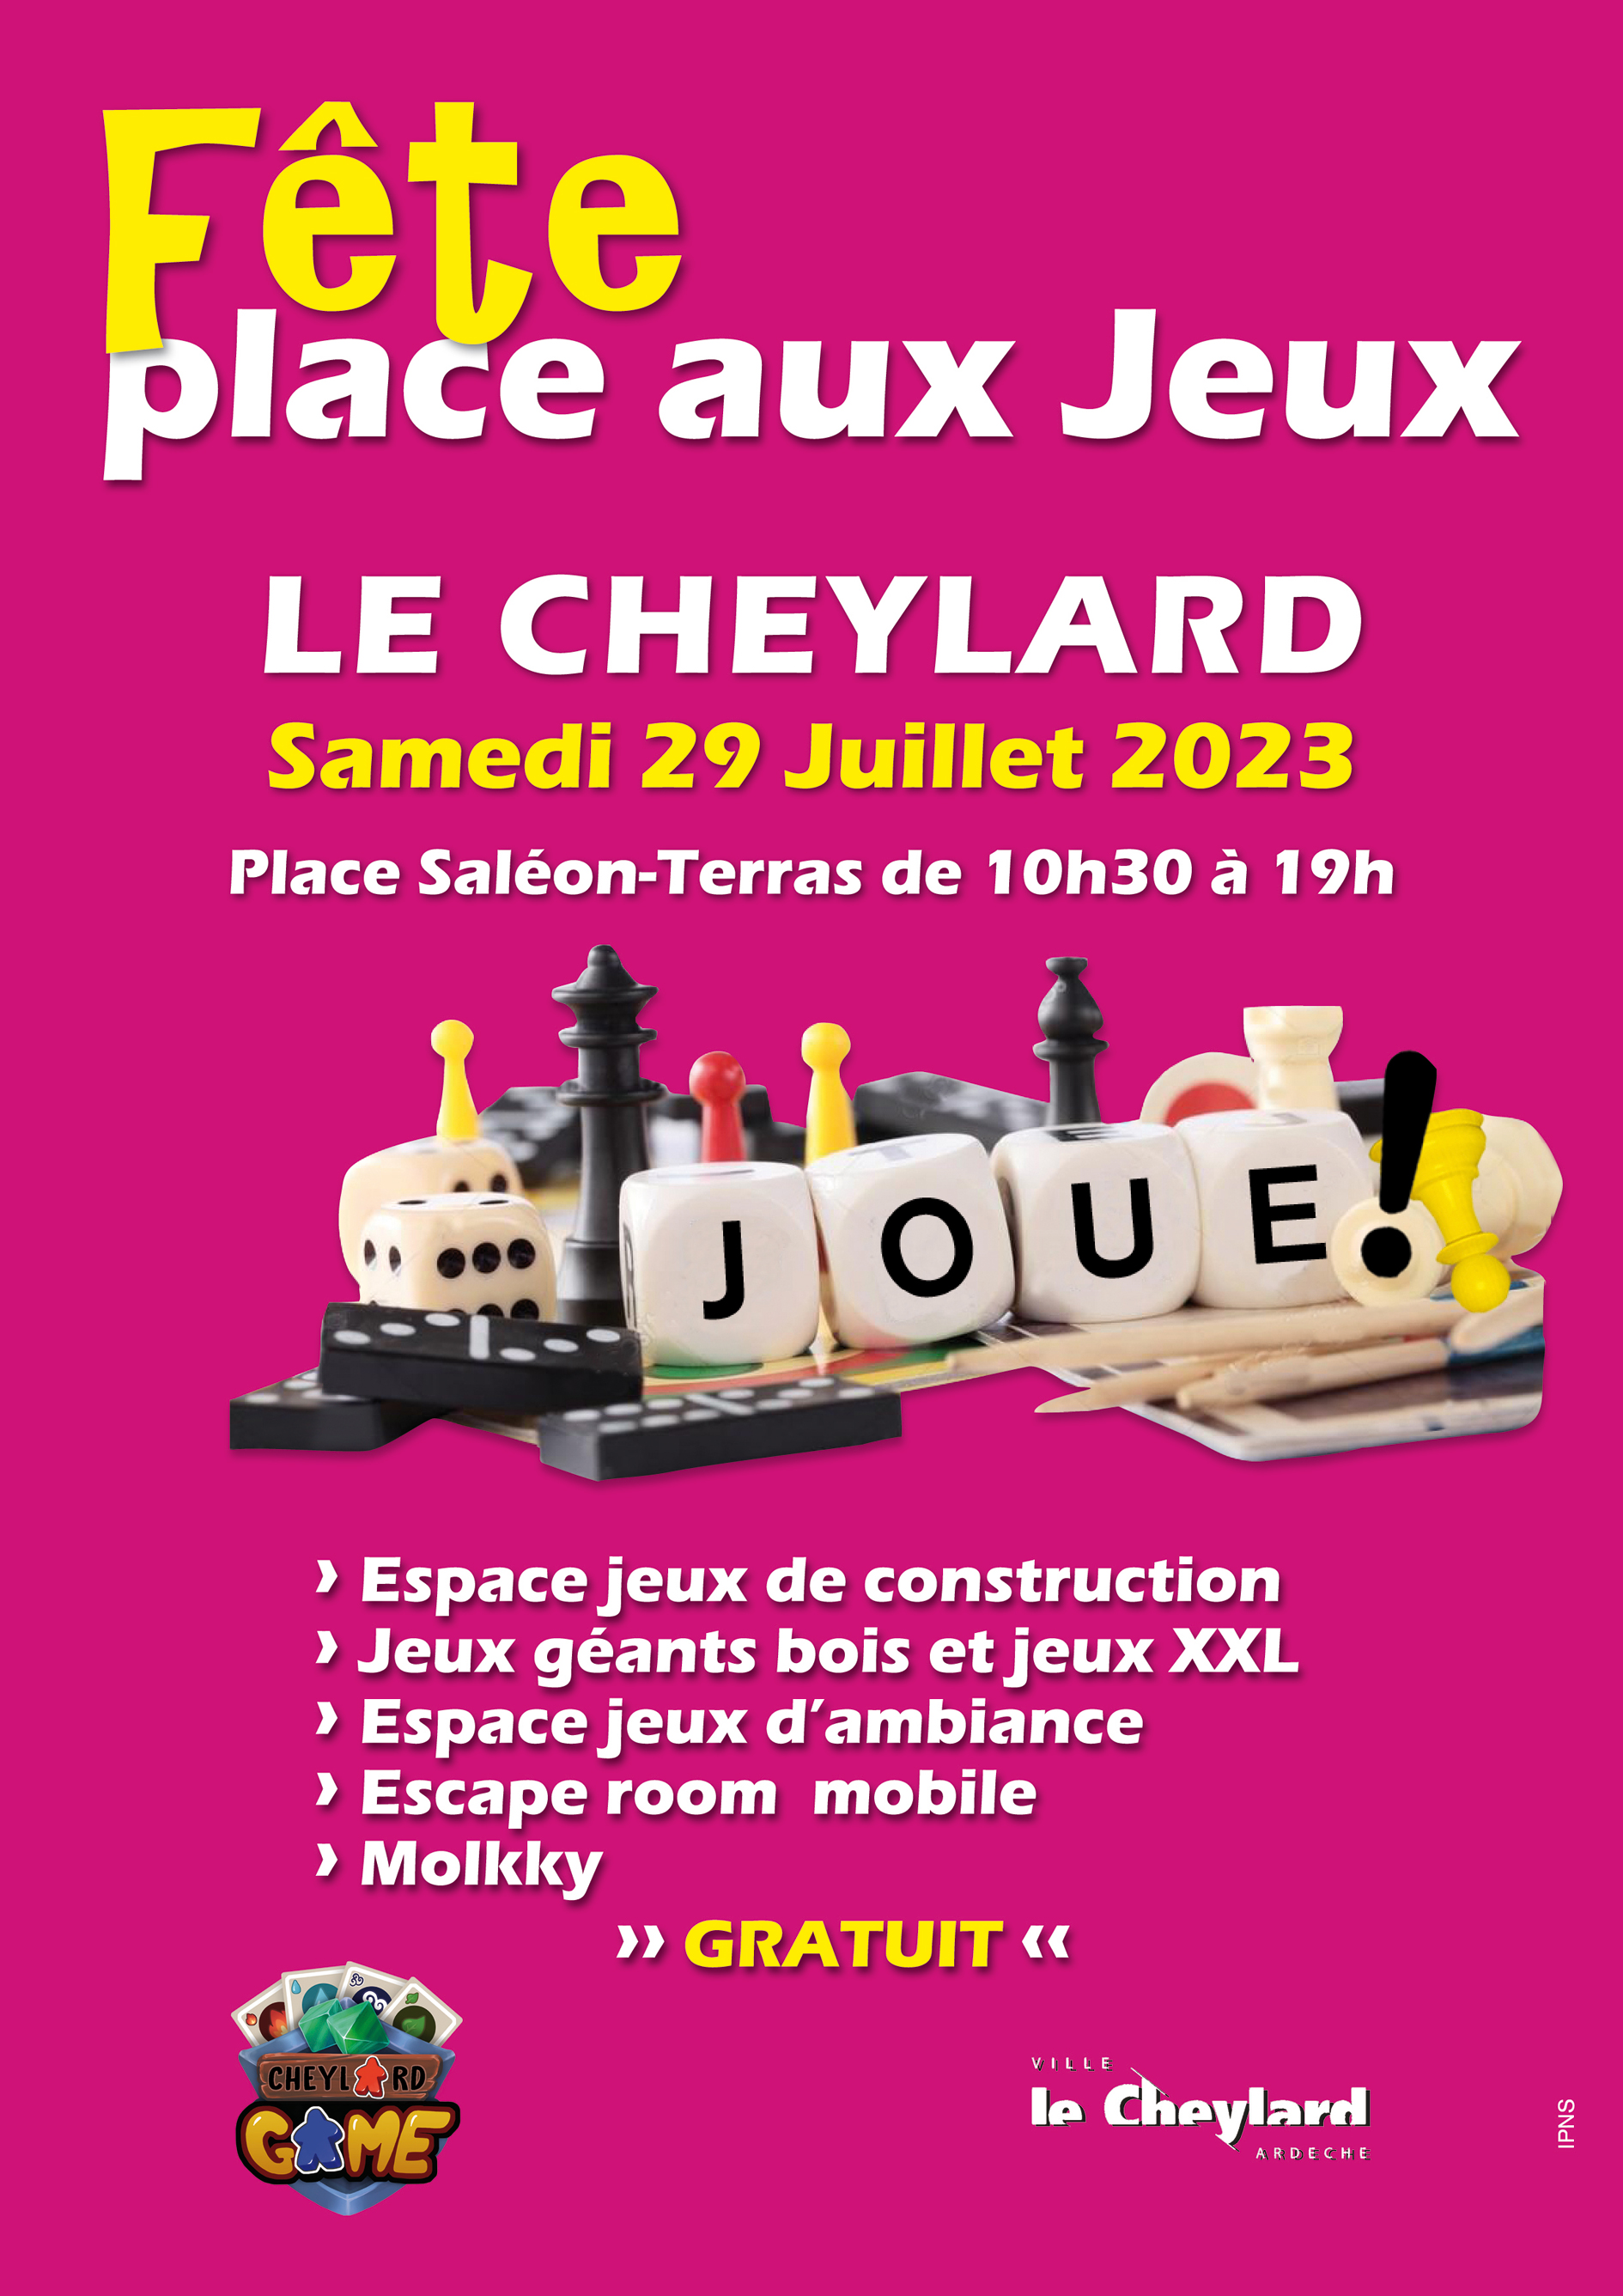 Fête
place aux Jeux
LE CHEYLARD
Samedi 29 Juillet 2023
Place Saléon-Terras de 10h30 à 19h
JOUE!
› Espace jeux de construction
› Jeux géants bois et jeux XXL
› Espace jeux d’ambiance
› Escape room mobile
› Molkky
›› GRATUIT ‹‹
CHEYLARD
GAME
VILLE
le Cheylard
ARDECHE
IPNS